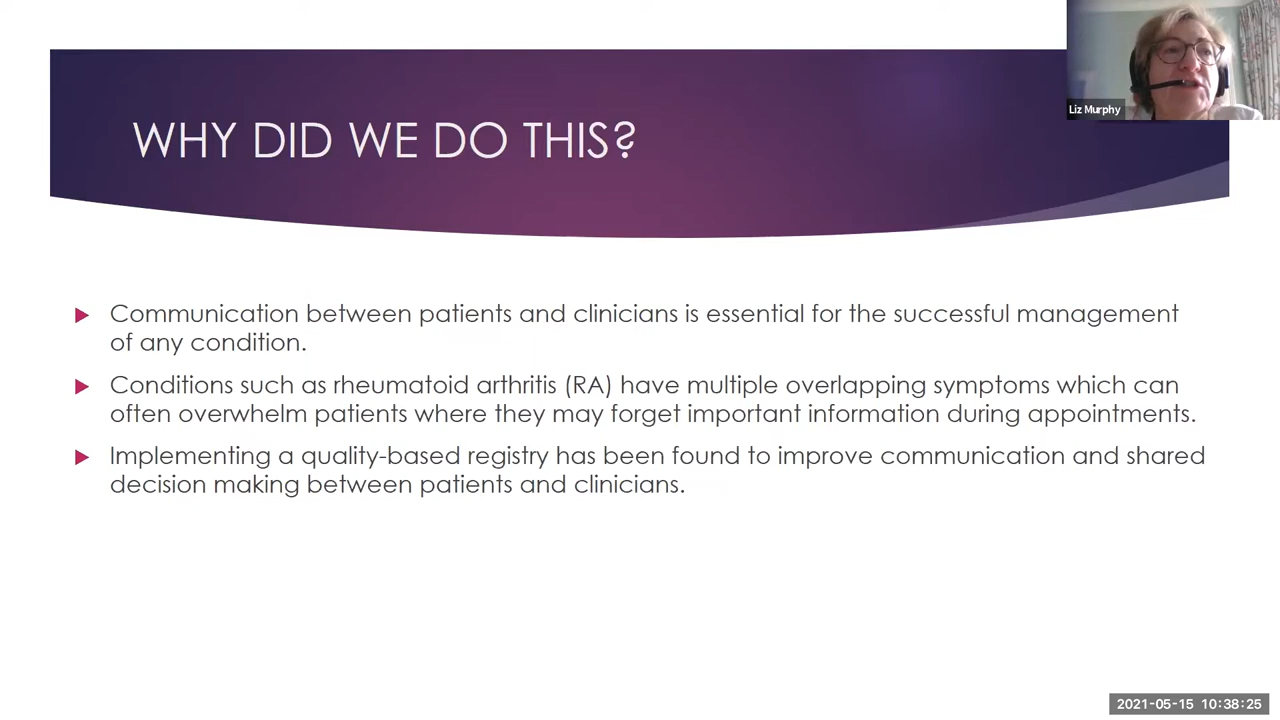 WHY DID WE DO THIS?
Liz Murphy
Communication between patients and clinicians is essential for the successful management
of any condition.
Conditions such as rheumatoid arthritis (RA) have multiple overlapping symptoms which can
often overwhelm patients where they may forget important information during appointments.
Implementing a quality-based registry has been found to improve communication and shared
decision making between patients and clinicians.
2021-05-15 10:38:25